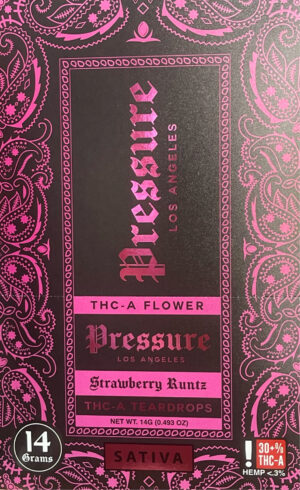 Pressure
LOS ANGELES
THC-A FLOWER
Pressure
LOS ANGELES
Strawberry Runtz
THC-A TEARDROPS
NET WT. 14G (0.493 OZ)
14
Grams
SATIVA
!
30+%
THC-A
HEMP <.3%